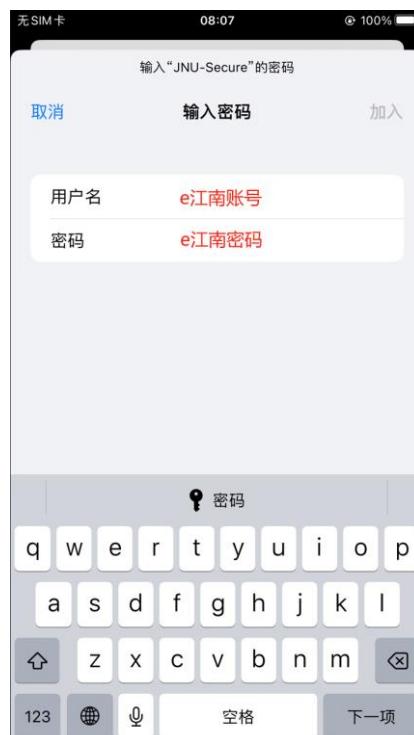 无SIM卡 08:07 100%
输入“JNU-Secure”的密码
取消 输入密码 加入
用户名 e江南账号
密码 e江南密码
密码
q w e r t y u i o p
a s d f g h j k l
z x c v b n m
123 空格 下一项